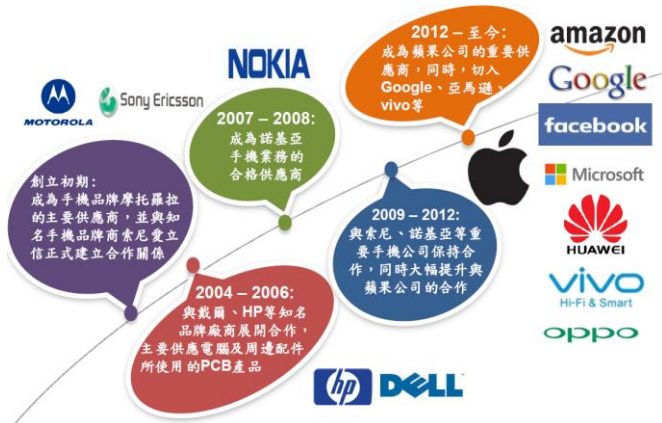 MOTOROLA
Sony Ericsson
NOKIA
創立初期:
成為手機品牌摩托羅拉
的主要供應商，並與知
名手機品牌商索尼愛立
信正式建立合作關係
2004 – 2006:
與戴爾、HP等知名
品牌廠商展開合作，
主要供應電腦及周邊配件
所使用的PCB產品
hp
DELL
2007 – 2008:
成為諾基亞
手機業務的
合格供應商
2009 – 2012:
與索尼、諾基亞等重
要手機公司保持合
作，同時大幅提升與
蘋果公司的合作
2012 – 至今:
成為蘋果公司的重要供
應商，同時，切入
Google、亞馬遜、
vivo等
amazon
Google
facebook
Microsoft
HUAWEI
vivo
Hi-Fi & Smart
oppo